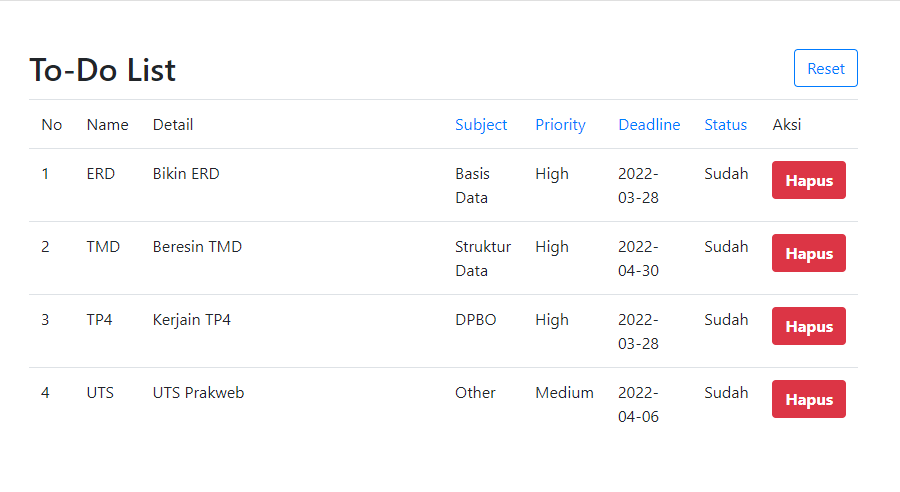 To-Do List Reset
No Name Detail Subject Priority Deadline Status Aksi
1 ERD Bikin ERD Basis High 2022- Sudah Hapus
Data 03-28
2 TMD Beresin TMD Struktur High 2022- Sudah Hapus
Data 04-30
3 TP4 Kerjain TP4 DPBO High 2022- Sudah Hapus
03-28
4 UTS UTS Prakweb Other Medium 2022- Sudah Hapus
04-06